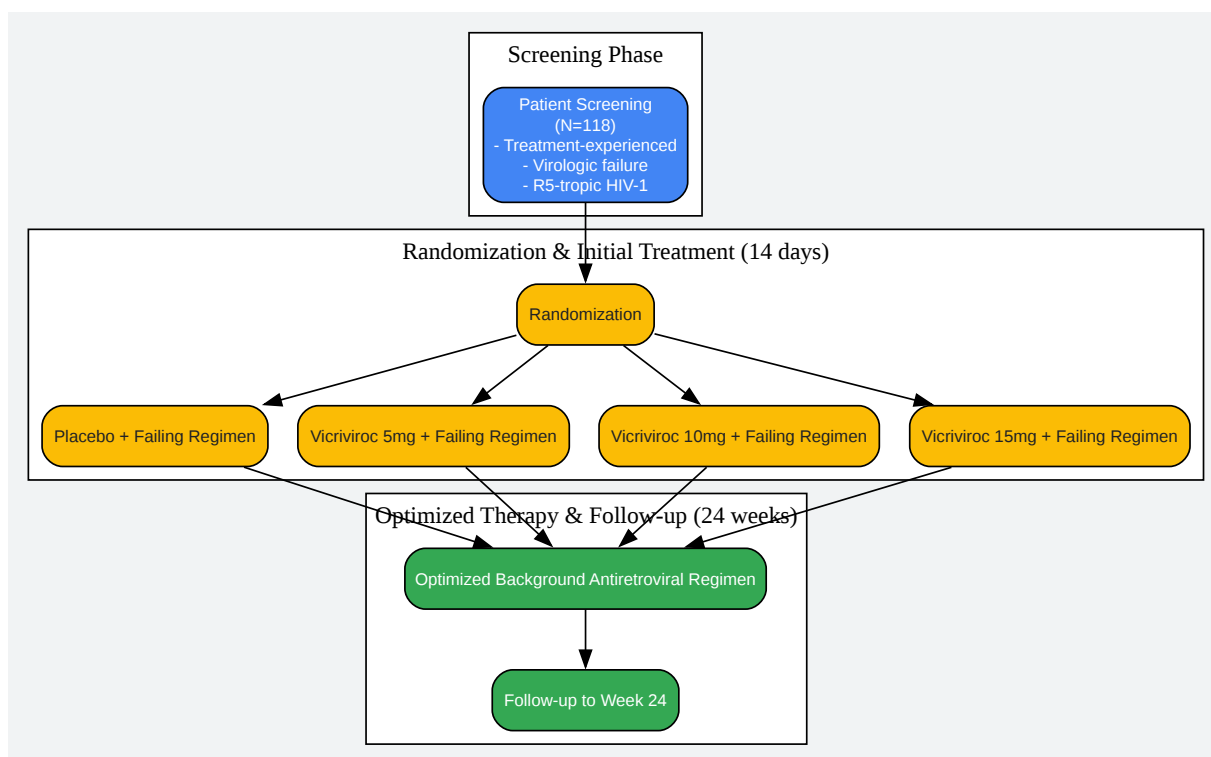 Screening Phase
Patient Screening
(N=118)
- Treatment-experienced
- Virologic failure
- R5-tropic HIV-1
Randomization & Initial Treatment (14 days)
Randomization
Placebo + Failing Regimen
Vicriviroc 5mg + Failing Regimen
Vicriviroc 10mg + Failing Regimen
Vicriviroc 15mg + Failing Regimen
Optimized Therapy & Follow-up (24 weeks)
Optimized Background Antiretroviral Regimen
Follow-up to Week 24